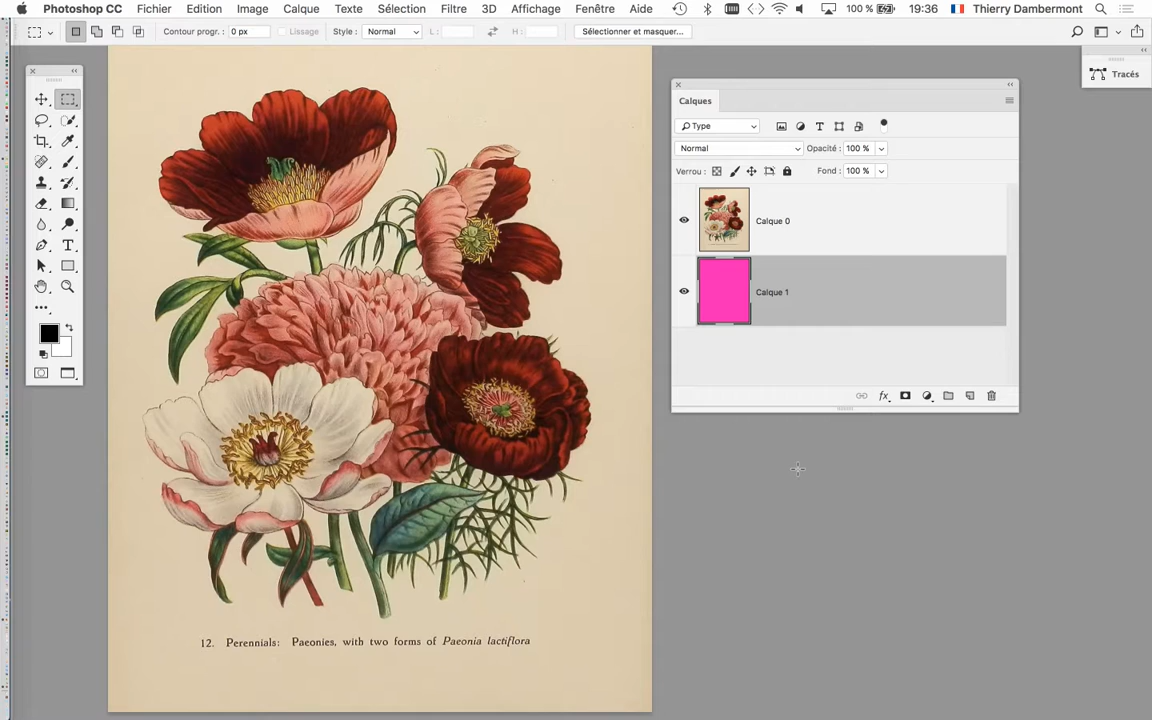 Photoshop CC Fichier Edition Image Calque Texte Sélection Filtre 3D Affichage Fenêtre Aide 100 % 19:36 Thierry Dambermont
Contour progr. : 0 px Lissage Style : Normal L : H : Sélectionner et masquer...
Tracés
Calques
Type
Normal Opacité : 100 %
Verrou : Fond : 100 %
Calque 0
Calque 1
fx
12. Perennials: Paeonies, with two forms of Paeonia lactiflora